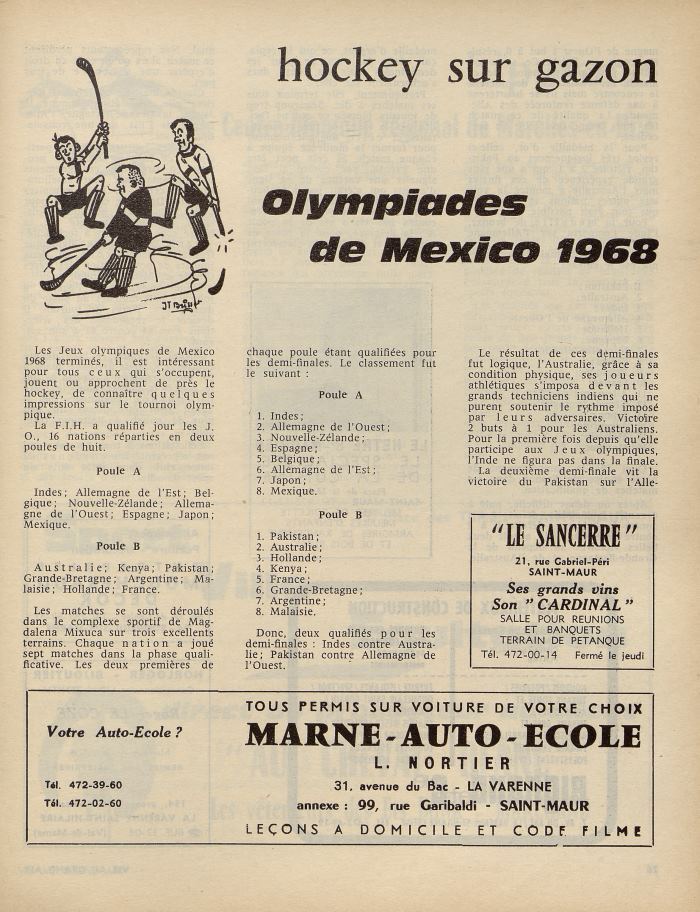 hockey sur gazon
Olympiades
de Mexico 1968
Les Jeux olympiques de Mexico
1968 terminés, il est intéressant
pour tous ceux qui s'occupent,
jouent ou approchent de près le
hockey, de connaître quelques
impressions sur le tournoi olym-
pique.
La F.I.H. a qualifié pour les J.
O., 16 nations réparties en deux
poules de huit.
Poule A
Indes; Allemagne de l'Est; Bel-
gique; Nouvelle-Zélande; Allema-
gne de l'Ouest; Espagne; Japon;
Mexique.
Poule B
Australie; Kenya; Pakistan;
Grande-Bretagne; Argentine; Ma-
laisie; Hollande; France.
Les matches se sont déroulés
dans le complexe sportif de Mag-
dalena Mixuca sur trois excellents
terrains. Chaque nation a joué
sept matches dans la phase quali-
ficative. Les deux premières de
chaque poule étant qualifiées pour
les demi-finales. Le classement fut
le suivant :
Poule A
1. Indes;
2. Allemagne de l'Ouest;
3. Nouvelle-Zélande;
4. Espagne;
5. Belgique;
6. Allemagne de l'Est;
7. Japon;
8. Mexique.
Poule B
1. Pakistan;
2. Australie;
3. Hollande;
4. Kenya;
5. France;
6. Grande-Bretagne;
7. Argentine;
8. Malaisie.
Donc, deux qualifiés pour les
demi-finales : Indes contre Austra-
lie; Pakistan contre Allemagne de
l'Ouest.
Le résultat de ces demi-finales
fut logique, l'Australie, grâce à sa
condition physique, ses joueurs
athlétiques s'imposa devant les
grands techniciens indiens qui ne
purent soutenir le rythme imposé
par leurs adversaires. Victoire
2 buts à 1 pour les Australiens.
Pour la première fois depuis qu'elle
participe aux Jeux olympiques,
l'Inde ne figura pas dans la finale.
La deuxième demi-finale vit la
victoire du Pakistan sur l'Alle-
"LE SANCERRE"
21, rue Gabriel-Péri
SAINT-MAUR
Ses grands vins
Son " CARDINAL "
SALLE POUR REUNIONS
ET BANQUETS
TERRAIN DE PETANQUE
Tél. 472-00-14 Fermé le jeudi
Votre Auto-Ecole ?
Tél. 472-39-60
Tél. 472-02-60
TOUS PERMIS SUR VOITURE DE VOTRE CHOIX
MARNE-AUTO-ECOLE
L. NORTIER
31, avenue du Bac - LA VARENNE
annexe : 99, rue Garibaldi - SAINT-MAUR
LEÇONS A DOMICILE ET CODE FILME